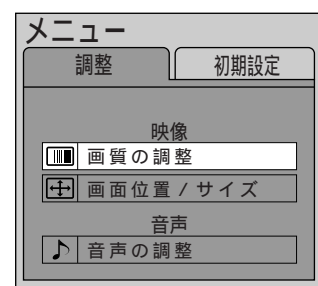 メニュー
調整
初期設定
映像
画質の調整
画面位置/サイズ
音声
音声の調整